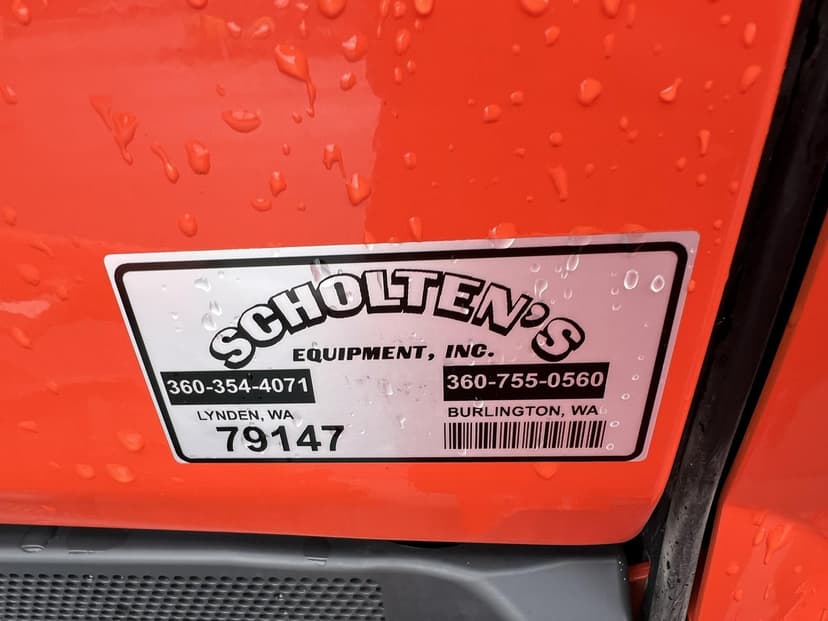 SCHOLTEN'S
EQUIPMENT, INC.
360-354-4071 360-755-0560
LYNDEN, WA BURLINGTON, WA
79147